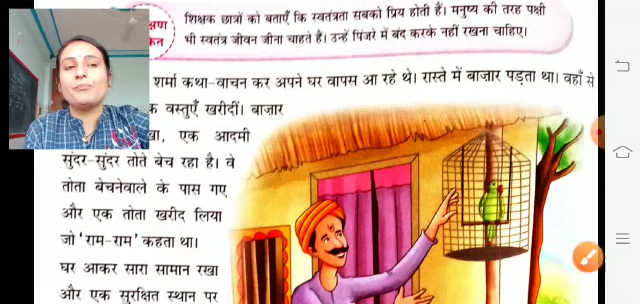 क्षण
केत
शिक्षक छात्रों को बताएँ कि स्वतंत्रता सबको प्रिय होती हैं। मनुष्य की तरह पक्षी
भी स्वतंत्र जीवन जीना चाहते हैं। उन्हें पिंजरे में बंद करके नहीं रखना चाहिए।
शर्मा कथा-वाचन कर अपने घर वापस आ रहे थे। रास्ते में बाजार पड़ता था। वहाँ से
क वस्तुएँ खरीदीं। बाजार
खा, एक आदमी
सुंदर-सुंदर तोते बेच रहा है। वे
तोता बेचनेवाले के पास गए
और एक तोता खरीद लिया
जो 'राम-राम' कहता था।
घर आकर सारा सामान रखा
और एक सुरक्षित स्थान पर